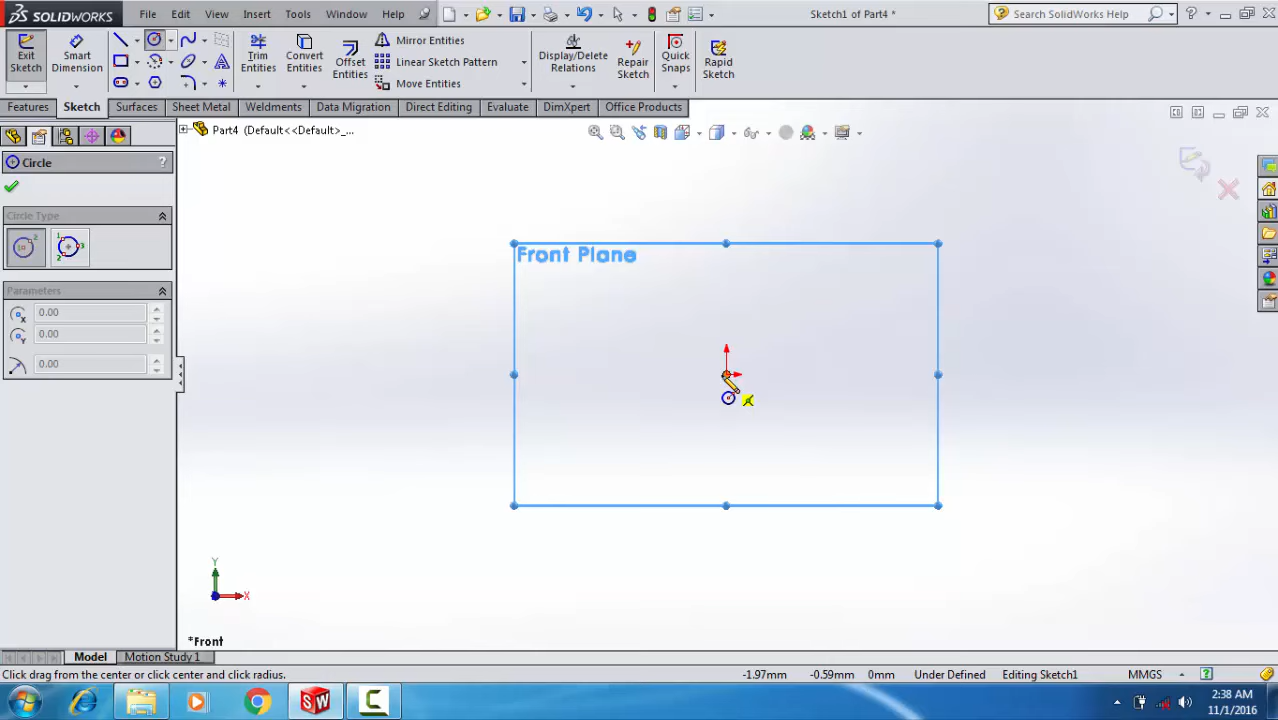 SOLIDWORKS File Edit View Insert Tools Window Help Sketch1 of Part4 * Search SolidWorks Help
Exit Sketch
Smart Dimension
Trim Entities
Convert Entities
Offset Entities
Mirror Entities
Linear Sketch Pattern
Move Entities
Display/Delete Relations
Repair Sketch
Quick Snaps
Rapid Sketch
Features Sketch Surfaces Sheet Metal Weldments Data Migration Direct Editing Evaluate DimXpert Office Products
Part4 (Default<<Default>_...
Circle ?
Circle Type
Parameters
0.00
0.00
0.00
Front Plane
Y
X
*Front
Model Motion Study 1
Click drag from the center or click center and click radius. -1.97mm -0.59mm 0mm Under Defined Editing Sketch1 MMGS
2:38 AM
11/1/2016